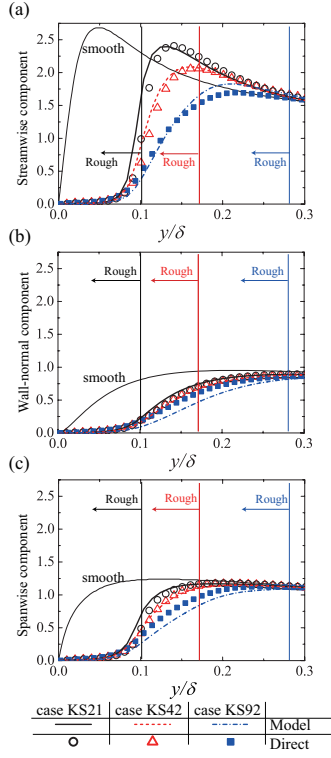 (a)
2.5
2.0
1.5
1.0
0.5
0.0
Streamwise component
smooth
Rough
Rough
Rough
0.0
0.1
0.2
0.3
y/δ
(b)
2.5
2.0
1.5
1.0
0.5
0.0
Wall-normal component
Rough
Rough
Rough
smooth
0.0
0.1
0.2
0.3
y/δ
(c)
2.5
2.0
1.5
1.0
0.5
0.0
Spanwise component
Rough
Rough
Rough
smooth
0.0
0.1
0.2
0.3
y/δ
case KS21 case KS42 case KS92
Model
Direct